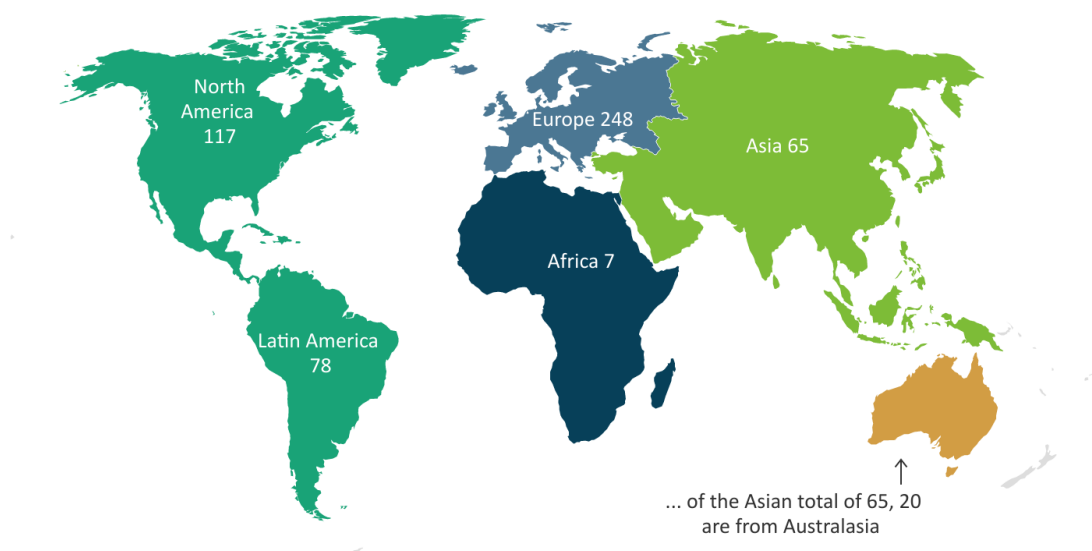 North
America
117
Europe 248
Asia 65
Africa 7
Latin America
78
... of the Asian total of 65, 20
are from Australasia